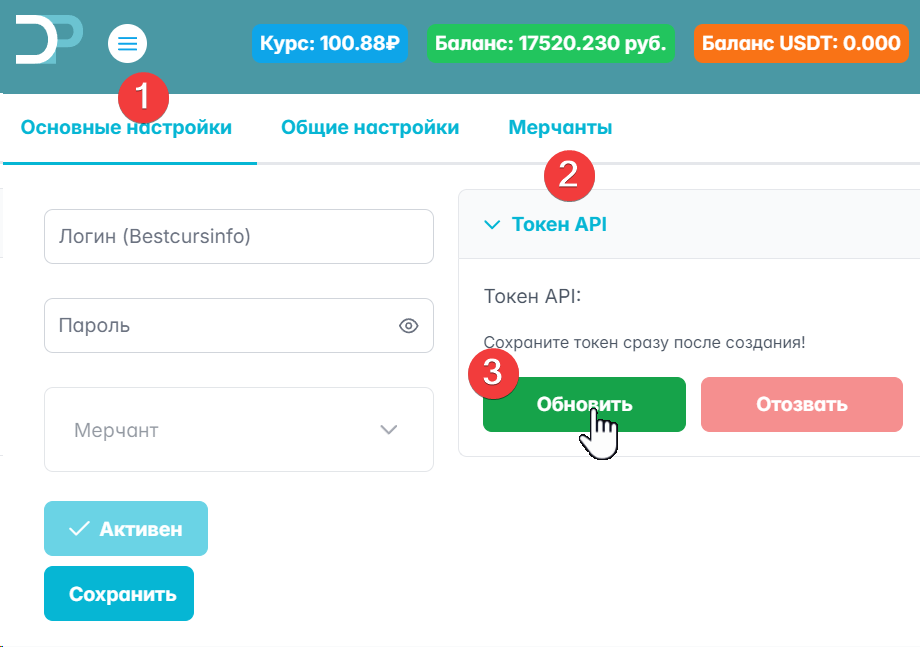 DP
Курс: 100.88₽
Баланс: 17520.230 руб.
Баланс USDT: 0.000
1
Основные настройки
Общие настройки
Мерчанты
2
Токен API
Логин (Bestcursinfo)
Токен API:
Пароль
Сохраните токен сразу после создания!
3
Обновить
Отозвать
Мерчант
Активен
Сохранить